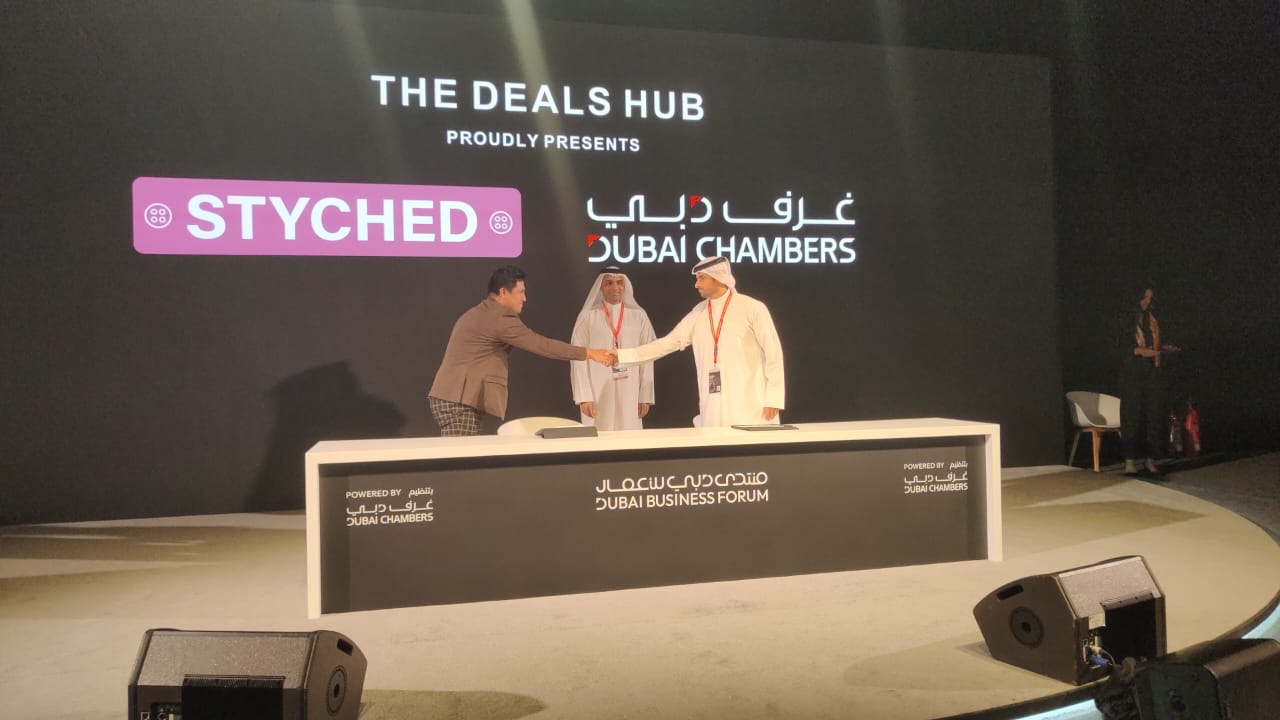 THE DEALS HUB
PROUDLY PRESENTS
STYCHED
غرف دبي
DUBAI CHAMBERS
POWERED BY بتنظيم
غرف دبي
DUBAI CHAMBERS
منتدى دبي للأعمال
DUBAI BUSINESS FORUM
POWERED BY بتنظيم
غرف دبي
DUBAI CHAMBERS